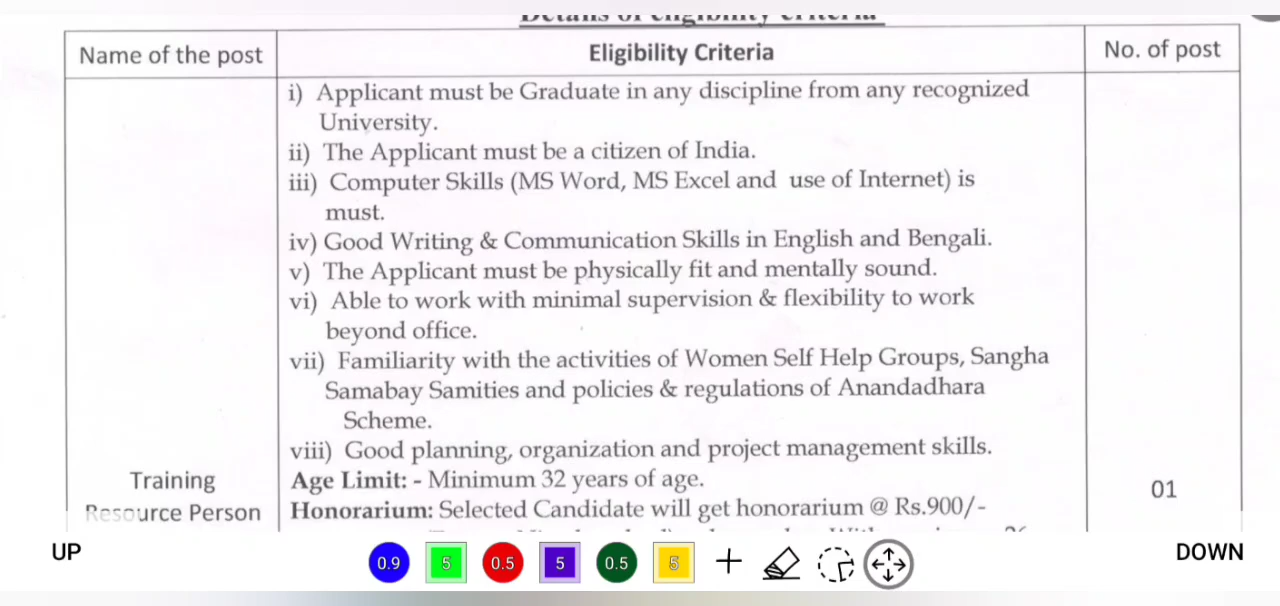 Details of eligibility criteria
Name of the post
Eligibility Criteria
No. of post
i) Applicant must be Graduate in any discipline from any recognized
University.
ii) The Applicant must be a citizen of India.
iii) Computer Skills (MS Word, MS Excel and use of Internet) is
must.
iv) Good Writing & Communication Skills in English and Bengali.
v) The Applicant must be physically fit and mentally sound.
vi) Able to work with minimal supervision & flexibility to work
beyond office.
vii) Familiarity with the activities of Women Self Help Groups, Sangha
Samabay Samities and policies & regulations of Anandadhara
Scheme.
viii) Good planning, organization and project management skills.
Training
Resource Person
Age Limit: - Minimum 32 years of age.
Honorarium: Selected Candidate will get honorarium @ Rs.900/-
01
UP
0.9
5
0.5
5
0.5
5
DOWN